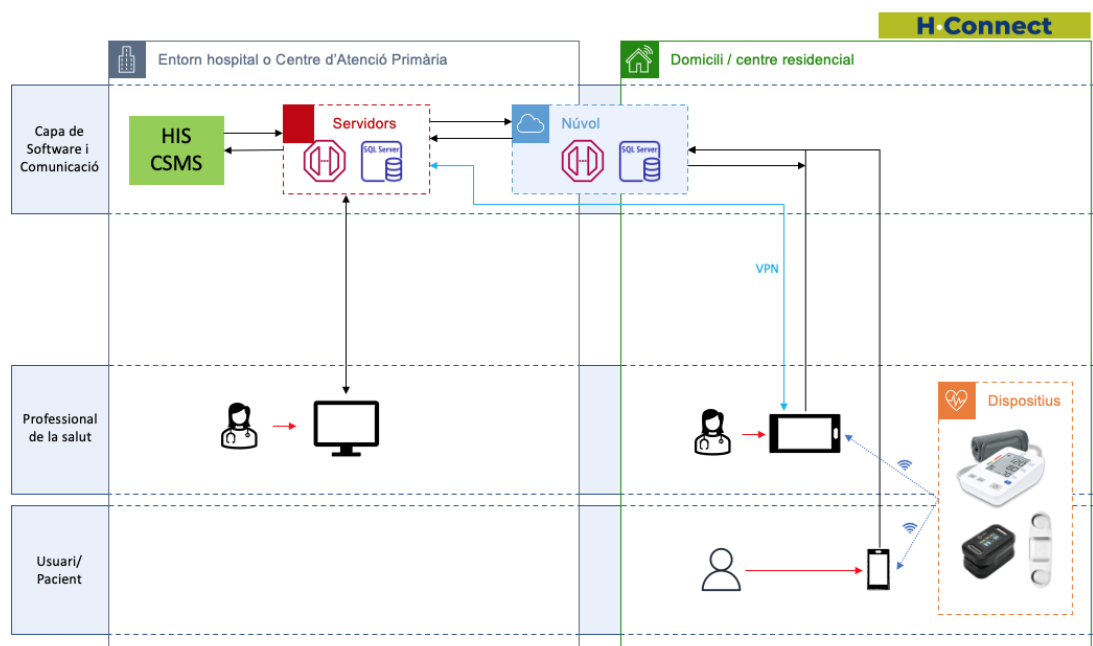 H·Connect
Entorn hospital o Centre d'Atenció Primària
Domicili / centre residencial
Capa de
Software i
Comunicació
HIS
CSMS
Servidors
SQL Server
Núvol
SQL Server
VPN
Professional
de la salut
Dispositius
Usuari/
Pacient